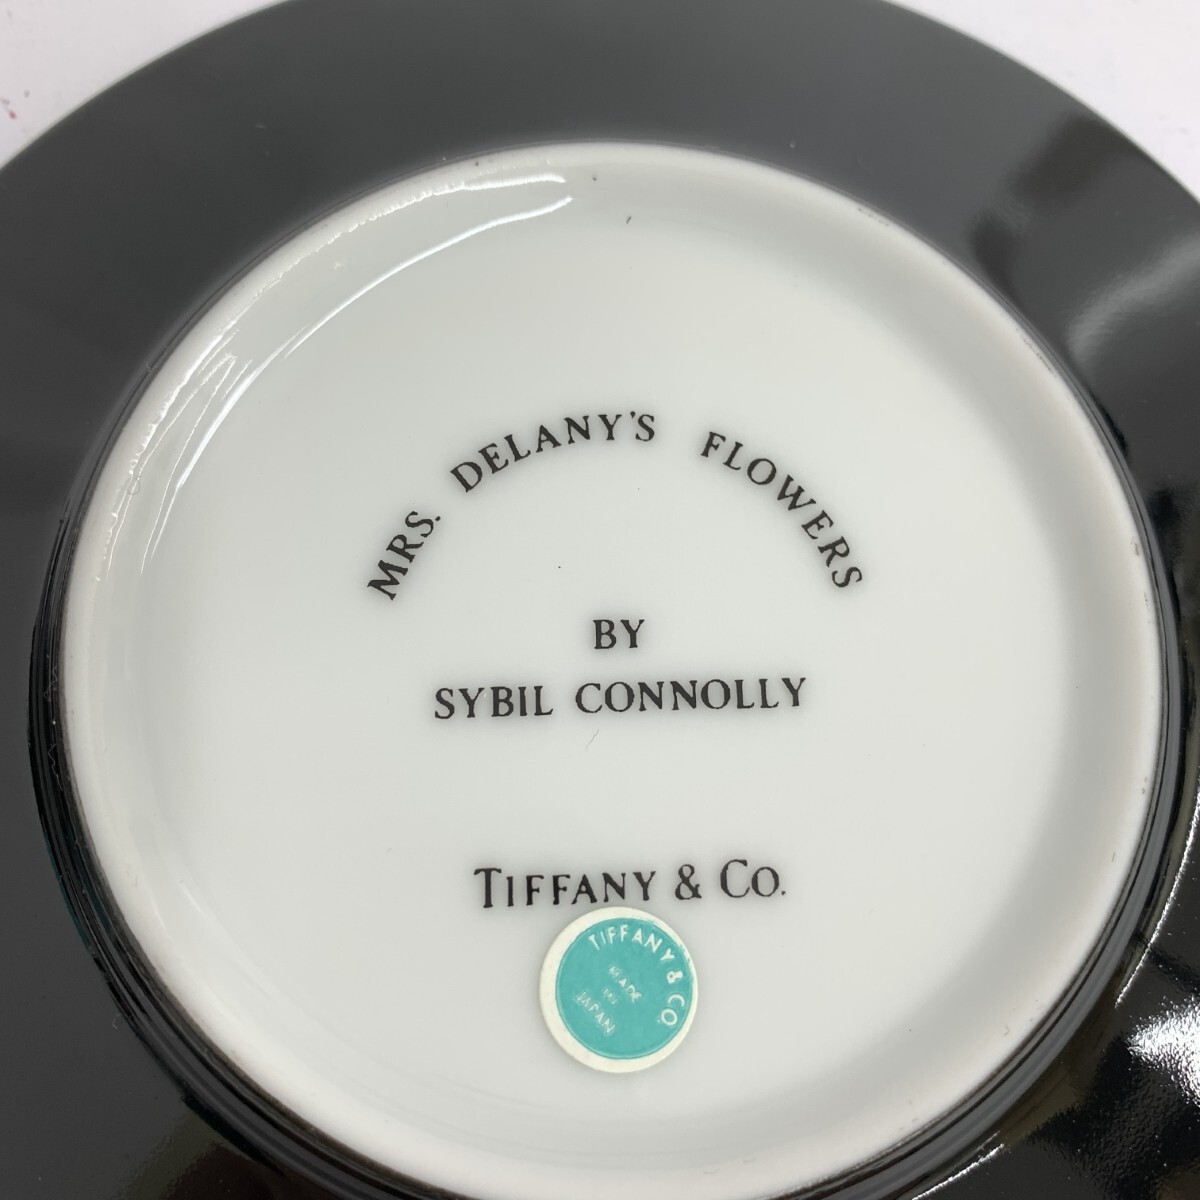 MRS. DELANY'S FLOWERS
BY
SYBIL CONNOLLY
TIFFANY & CO.
TIFFANY & CO.
MADE
IN
JAPAN